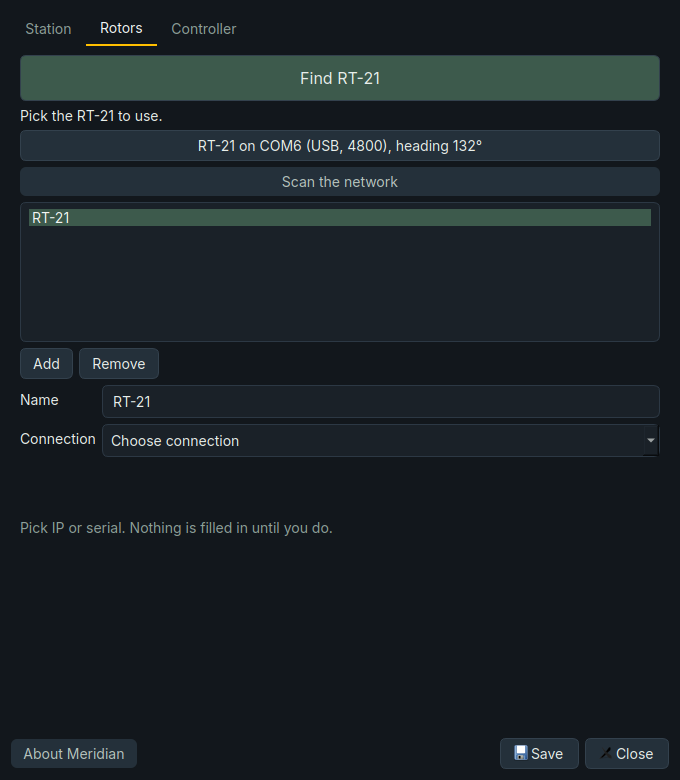 Station Rotors Controller
Find RT-21
Pick the RT-21 to use.
RT-21 on COM6 (USB, 4800), heading 132°
Scan the network
RT-21
Add Remove
Name RT-21
Connection Choose connection
Pick IP or serial. Nothing is filled in until you do.
About Meridian Save Close